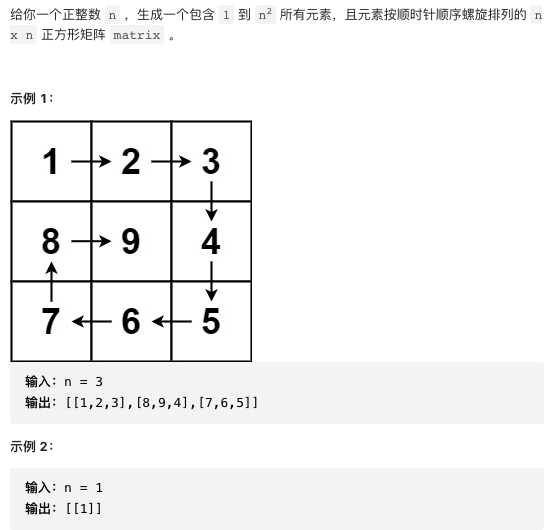 给你一个正整数 n ，生成一个包含 1 到 n² 所有元素，且元素按顺时针顺序螺旋排列的 n
x n 正方形矩阵 matrix 。
示例 1：
1 2 3
8 9 4
7 6 5
输入：n = 3
输出：[[1,2,3],[8,9,4],[7,6,5]]
示例 2：
输入：n = 1
输出：[[1]]